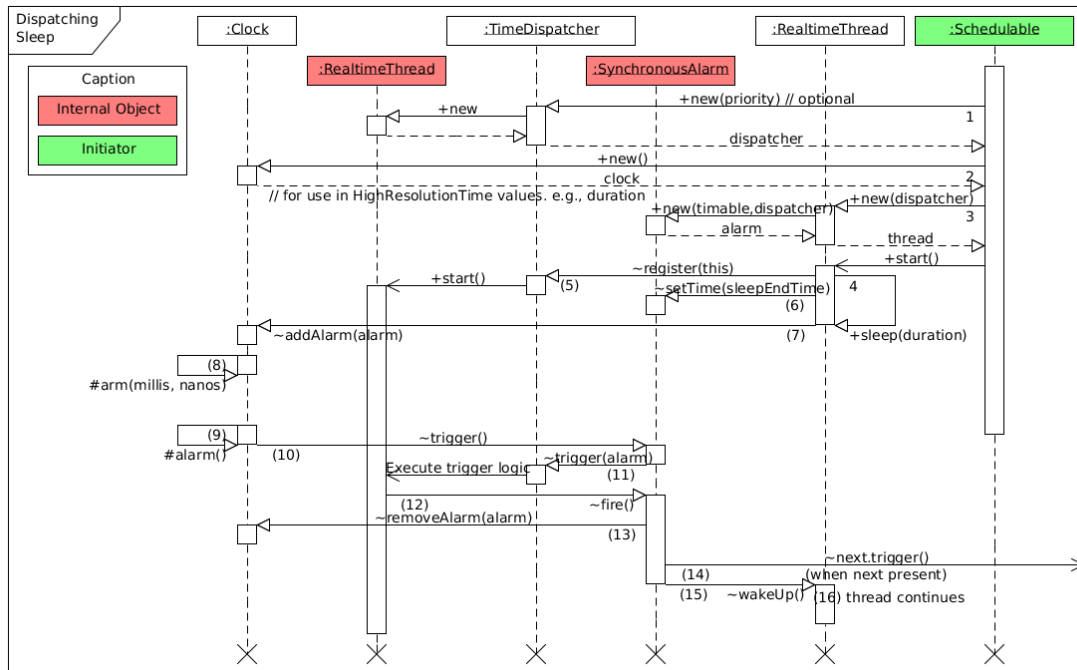 Dispatching
Sleep
:Clock
:TimeDispatcher
:RealtimeThread
:Schedulable
:RealtimeThread
:SynchronousAlarm
Caption
Internal Object
Initiator
+new(priority) // optional
1
+new
dispatcher
+new()
2
clock
// for use in HighResolutionTime values. e.g., duration
+new(dispatcher)
3
+new(timable,dispatcher)
alarm
thread
+start()
~register(this)
4
+start()
(5)
~setTime(sleepEndTime)
(6)
~addAlarm(alarm)
(7)
+sleep(duration)
(8)
#arm(millis, nanos)
(9)
#alarm()
(10)
~trigger()
~trigger(alarm)
(11)
Execute trigger logic
(12)
~fire()
~removeAlarm(alarm)
(13)
~next.trigger()
(14)
(when next present)
(15)
~wakeUp()
(16) thread continues